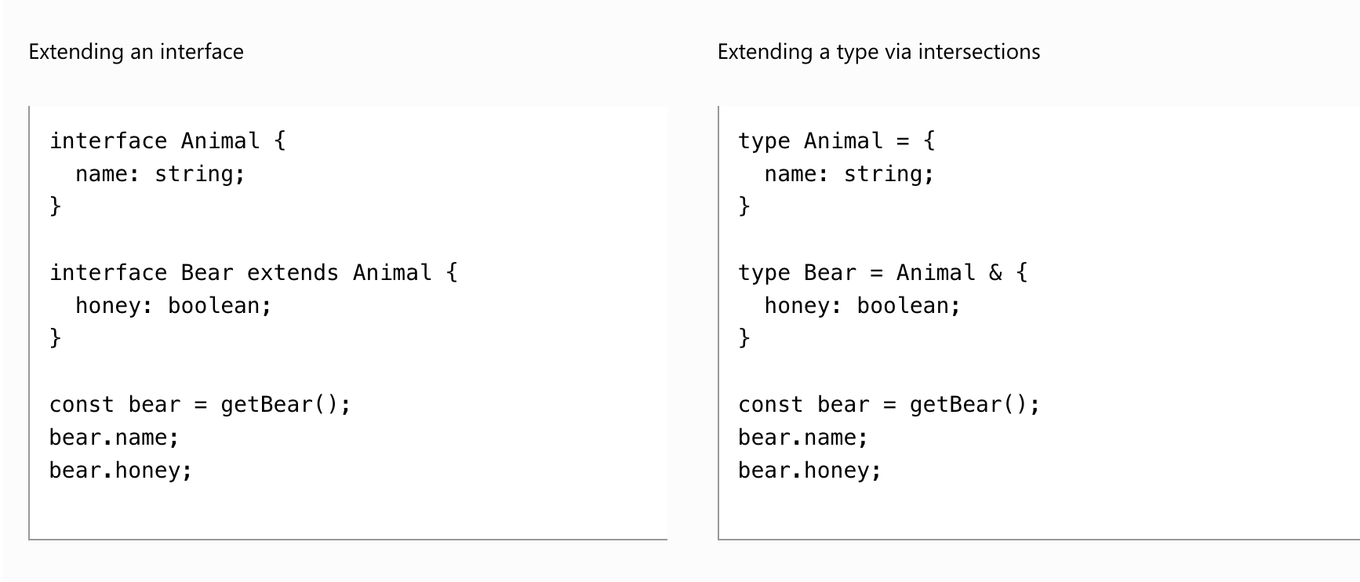 Extending an interface
interface Animal {
  name: string;
}
interface Bear extends Animal {
  honey: boolean;
}
const bear = getBear();
bear.name;
bear.honey;
Extending a type via intersections
type Animal = {
  name: string;
}
type Bear = Animal & {
  honey: boolean;
}
const bear = getBear();
bear.name;
bear.honey;